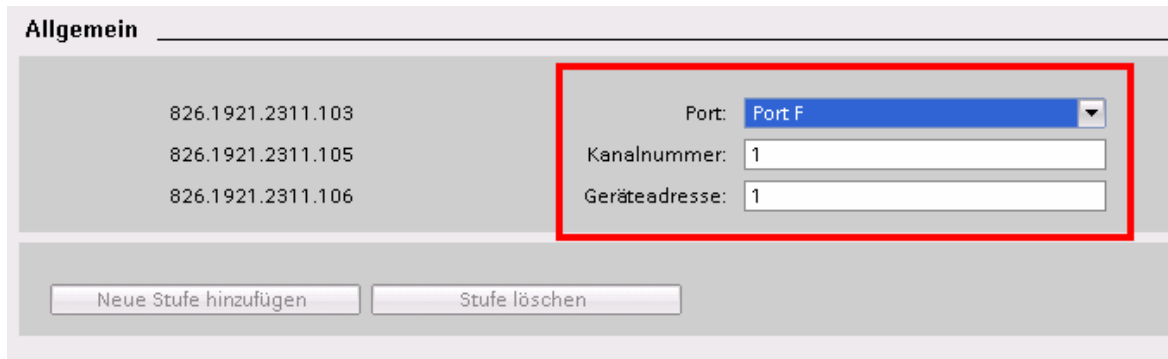 Allgemein
826.1921.2311.103 Port: Port F
826.1921.2311.105 Kanalnummer: 1
826.1921.2311.106 Geräteadresse: 1
Neue Stufe hinzufügen Stufe löschen